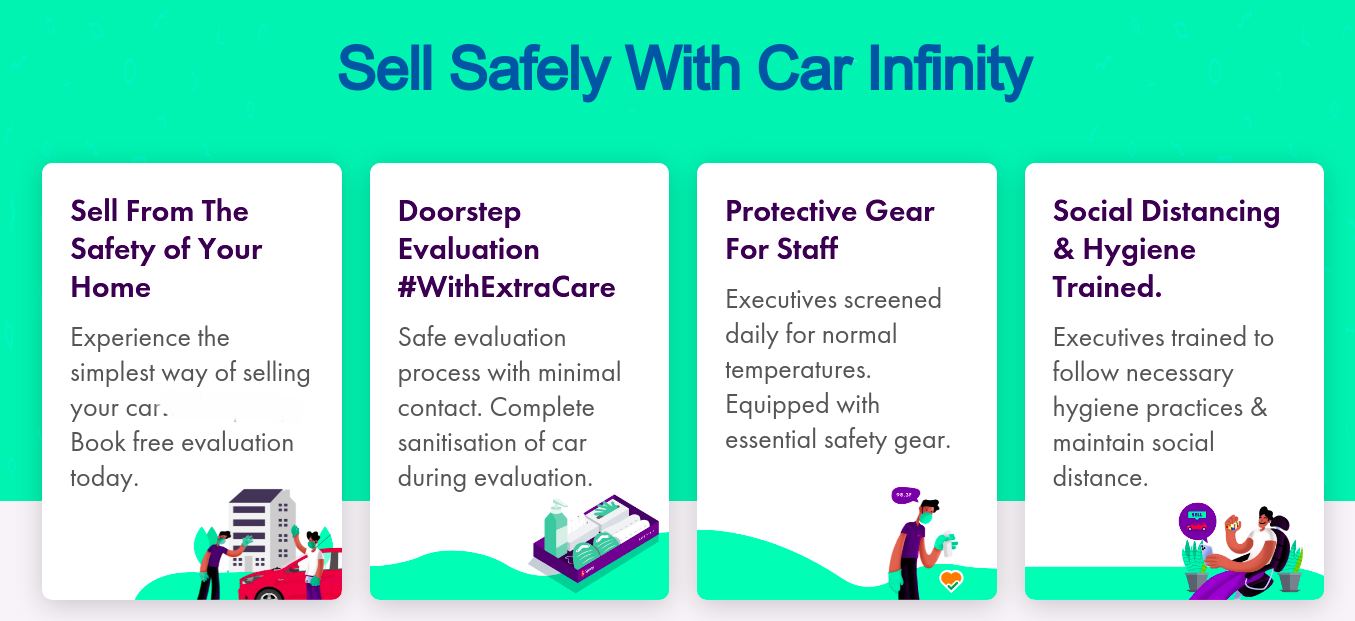 Sell Safely With Car Infinity
Sell From The
Safety of Your
Home
Experience the
simplest way of selling
your car.
Book free evaluation
today.
Doorstep
Evaluation
#WithExtraCare
Safe evaluation
process with minimal
contact. Complete
sanitisation of car
during evaluation.
Protective Gear
For Staff
Executives screened
daily for normal
temperatures.
Equipped with
essential safety gear.
98.3F
Social Distancing
& Hygiene
Trained.
Executives trained to
follow necessary
hygiene practices &
maintain social
distance.
SELL